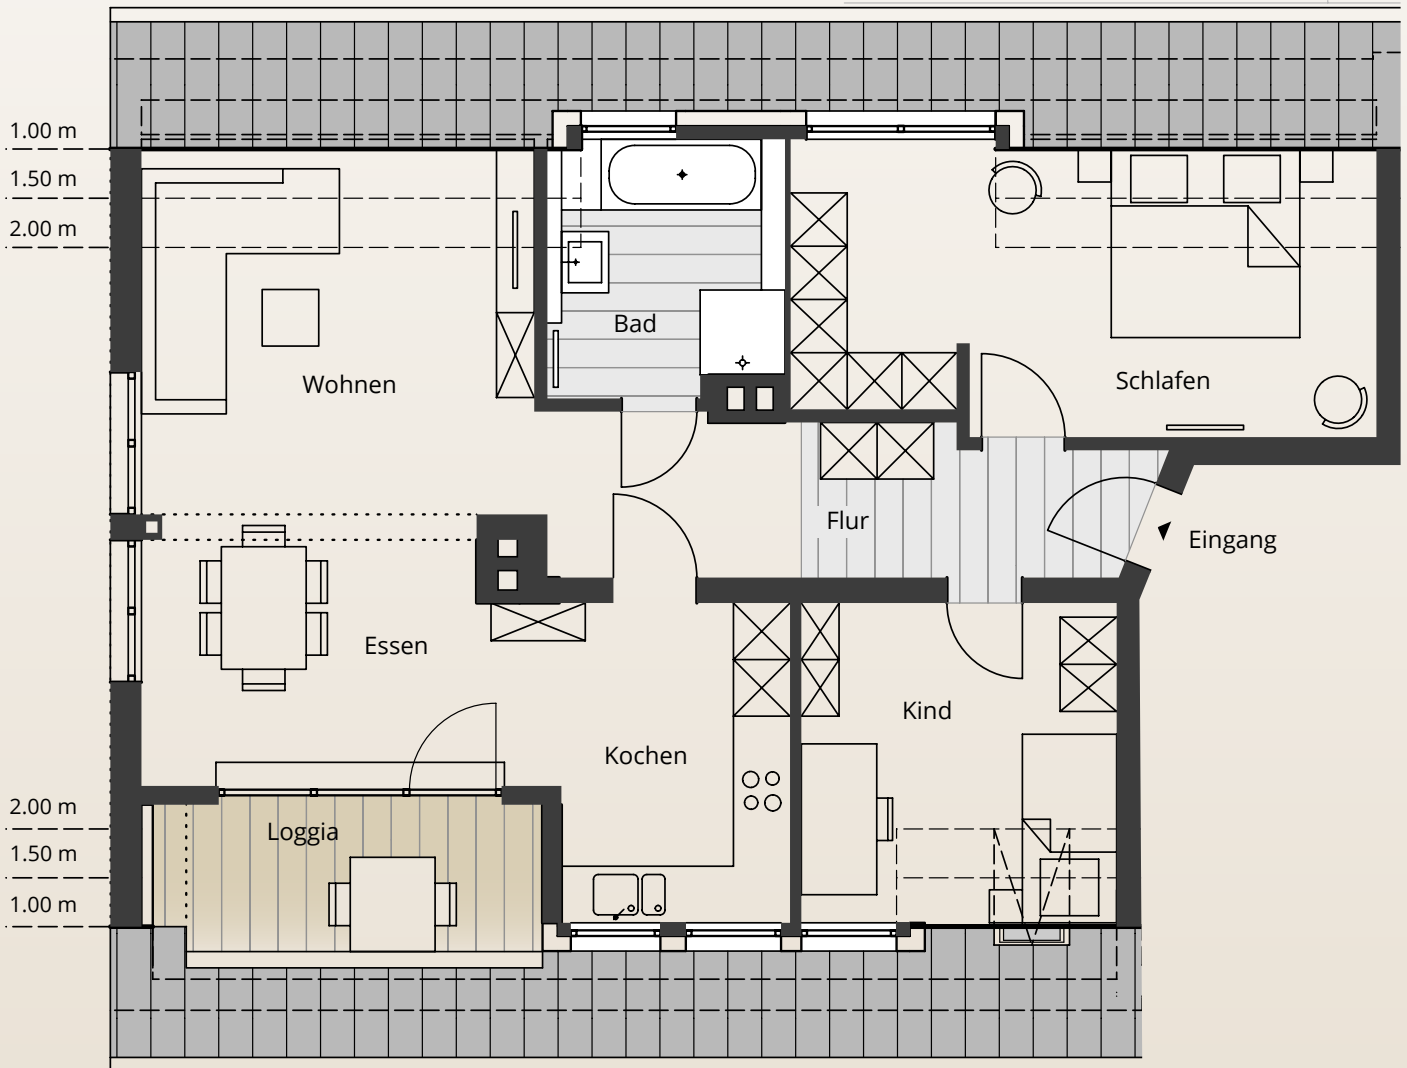 1.00 m
1.50 m
2.00 m
Bad
Wohnen
Schlafen
Flur
Eingang
Essen
Kind
Kochen
2.00 m
Loggia
1.50 m
1.00 m